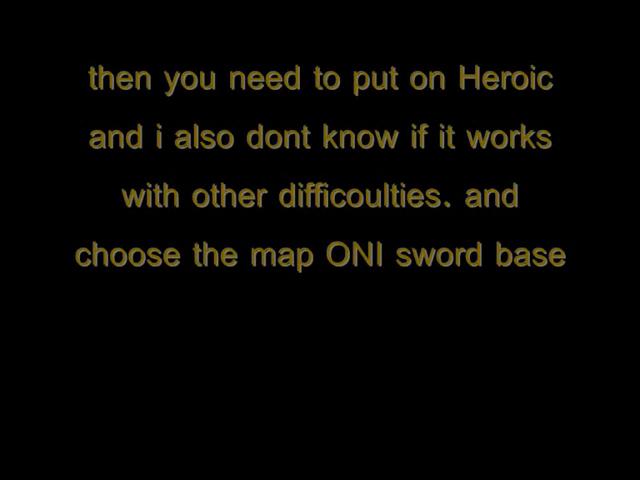 then you need to put on Heroic
and i also dont know if it works
with other difficoulties. and
choose the map ONI sword base